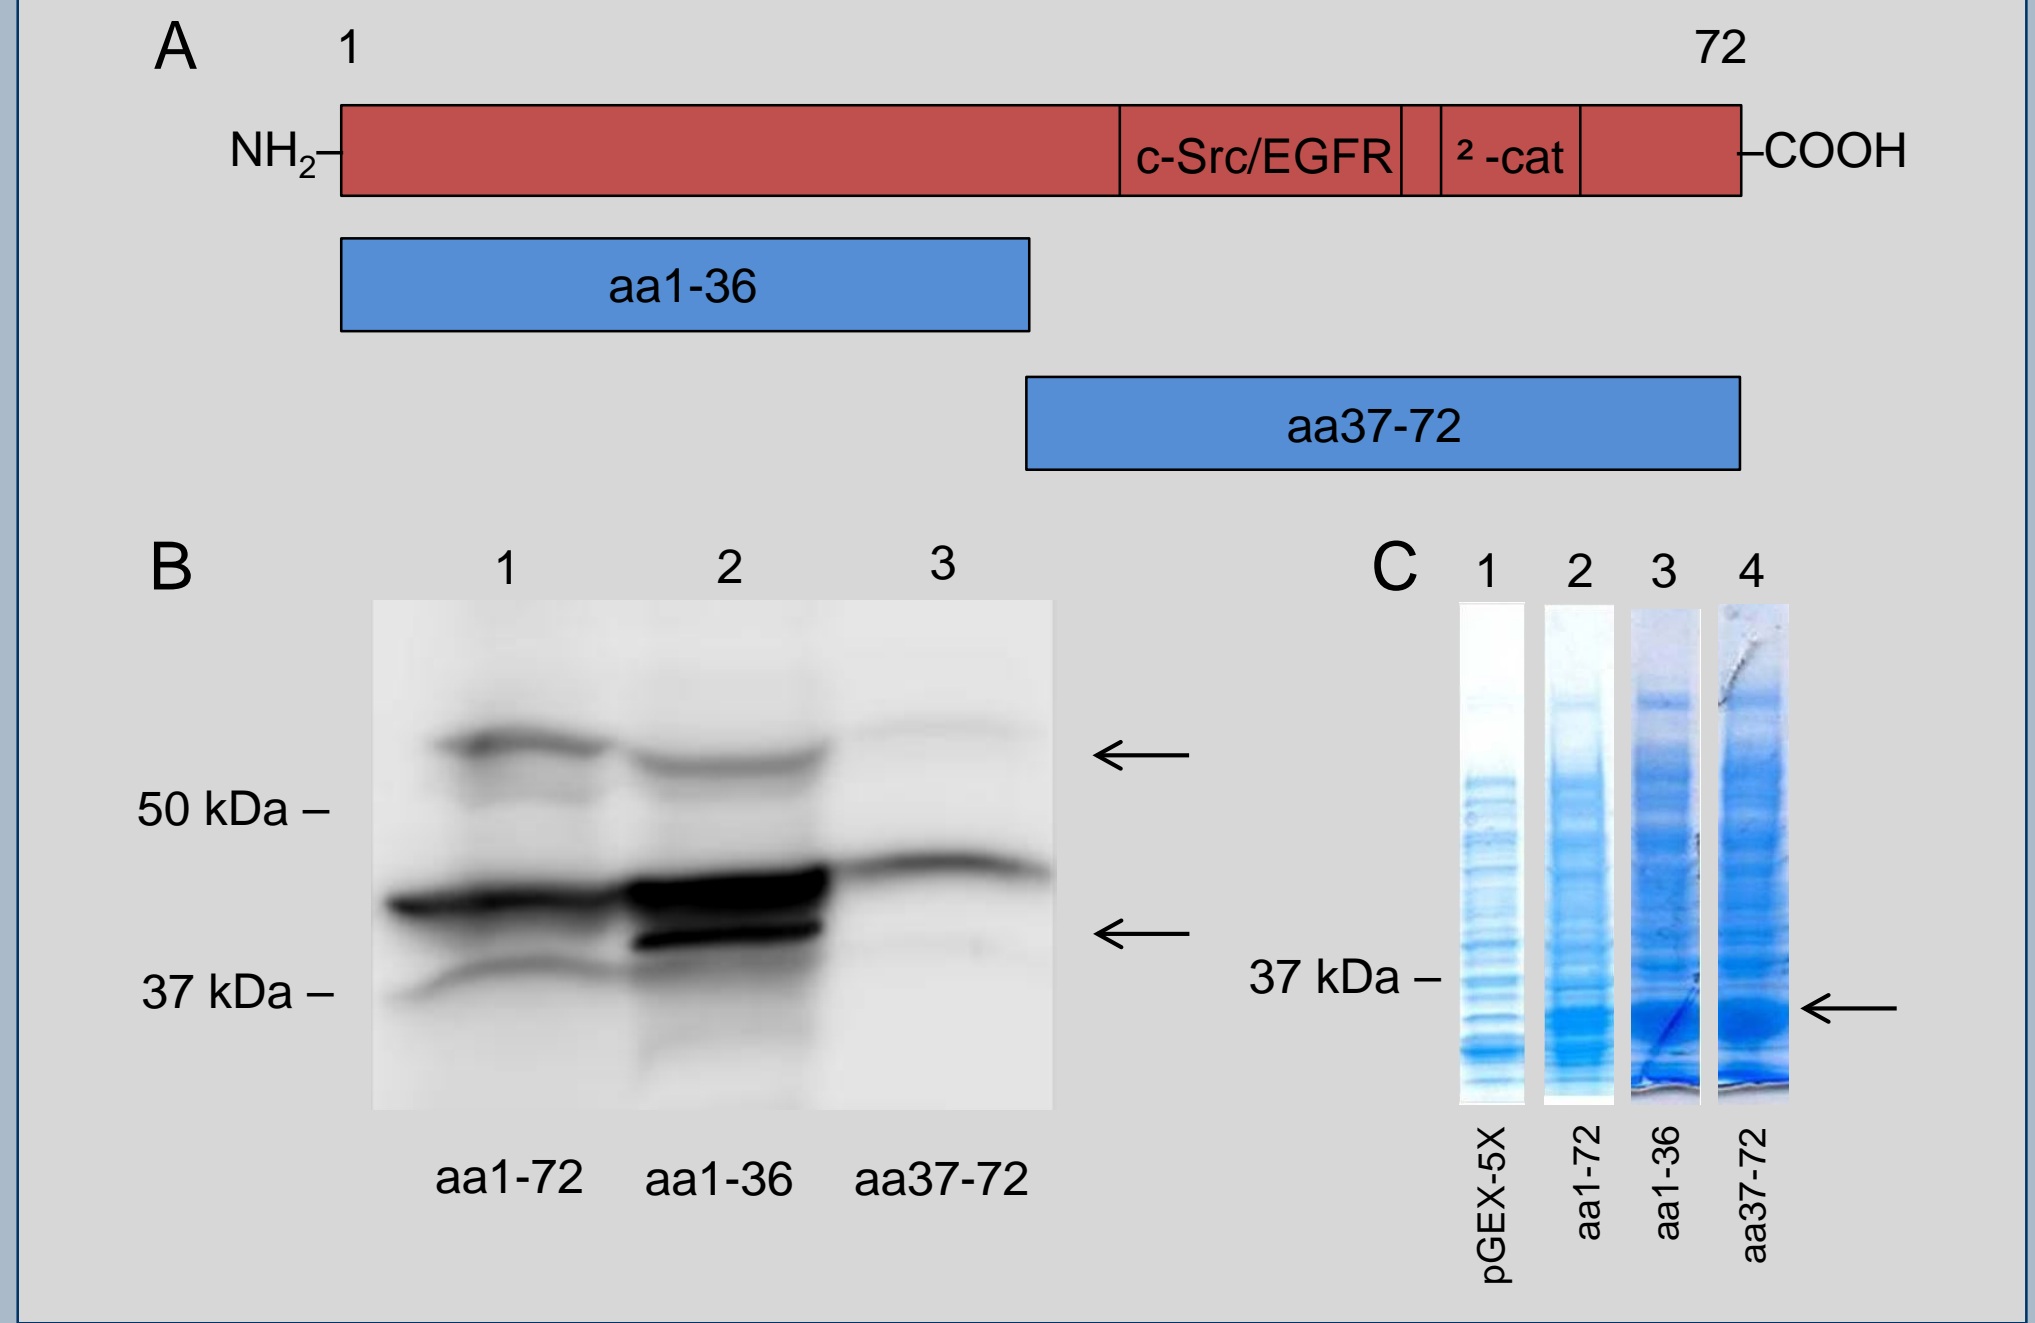 A
1
72
NH2
c-Src/EGFR
² -cat
COOH
aa1-36
aa37-72
B
1
2
3
50 kDa –
37 kDa –
aa1-72
aa1-36
aa37-72
C
1
2
3
4
37 kDa –
pGEX-5X
aa1-72
aa1-36
aa37-72